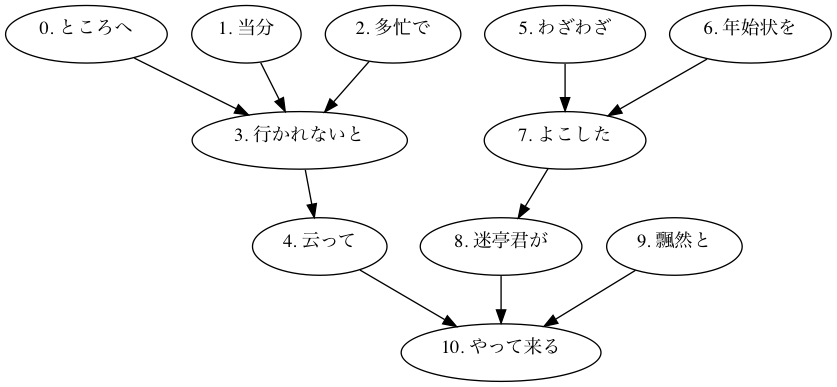 0. ところへ
1. 当分
2. 多忙で
5. わざわざ
6. 年始状を
3. 行かれないと
7. よこした
4. 云って
8. 迷亭君が
9. 飄然と
10. やって来る